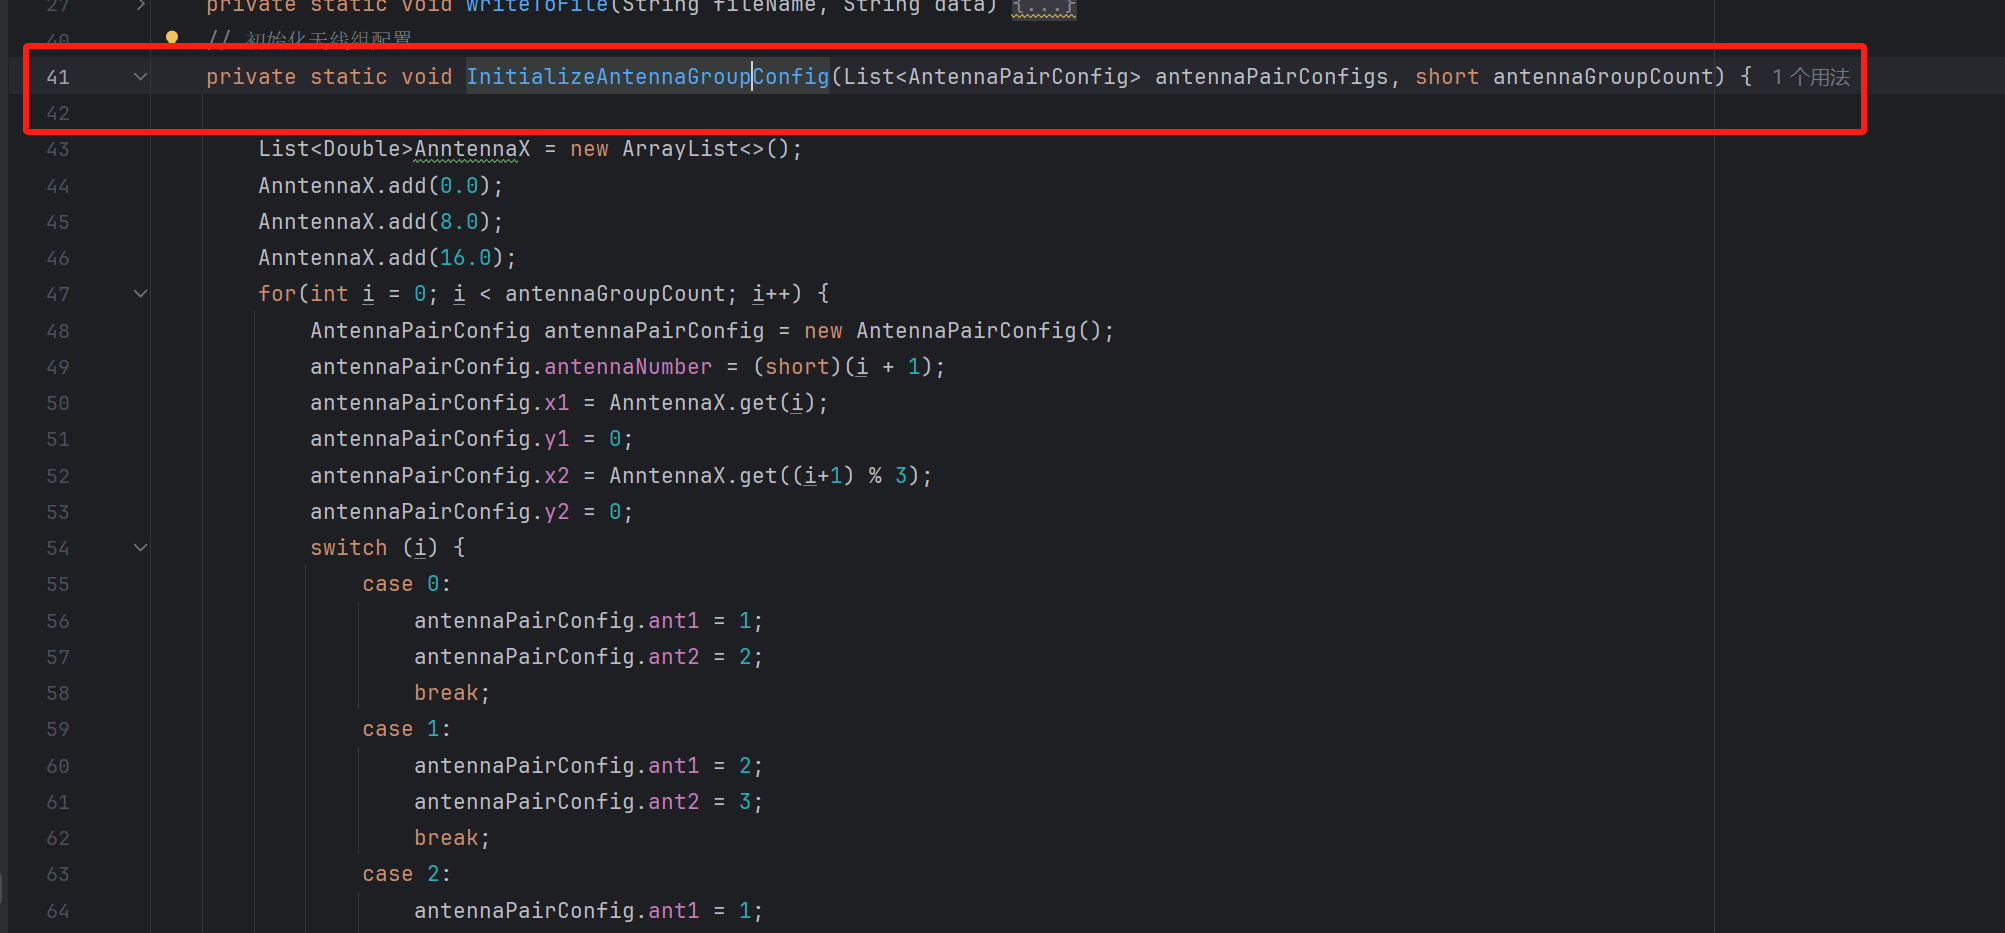 27 private static void WriteToFile(String fileName, String data) {...}
40 // 初始化天线组配置
41 private static void InitializeAntennaGroupConfig(List<AntennaPairConfig> antennaPairConfigs, short antennaGroupCount) { 1 个用法
42
43 List<Double>AnntennaX = new ArrayList<>();
44 AnntennaX.add(0.0);
45 AnntennaX.add(8.0);
46 AnntennaX.add(16.0);
47 for(int i = 0; i < antennaGroupCount; i++) {
48 AntennaPairConfig antennaPairConfig = new AntennaPairConfig();
49 antennaPairConfig.antennaNumber = (short)(i + 1);
50 antennaPairConfig.x1 = AnntennaX.get(i);
51 antennaPairConfig.y1 = 0;
52 antennaPairConfig.x2 = AnntennaX.get((i+1) % 3);
53 antennaPairConfig.y2 = 0;
54 switch (i) {
55 case 0:
56 antennaPairConfig.ant1 = 1;
57 antennaPairConfig.ant2 = 2;
58 break;
59 case 1:
60 antennaPairConfig.ant1 = 2;
61 antennaPairConfig.ant2 = 3;
62 break;
63 case 2:
64 antennaPairConfig.ant1 = 1;